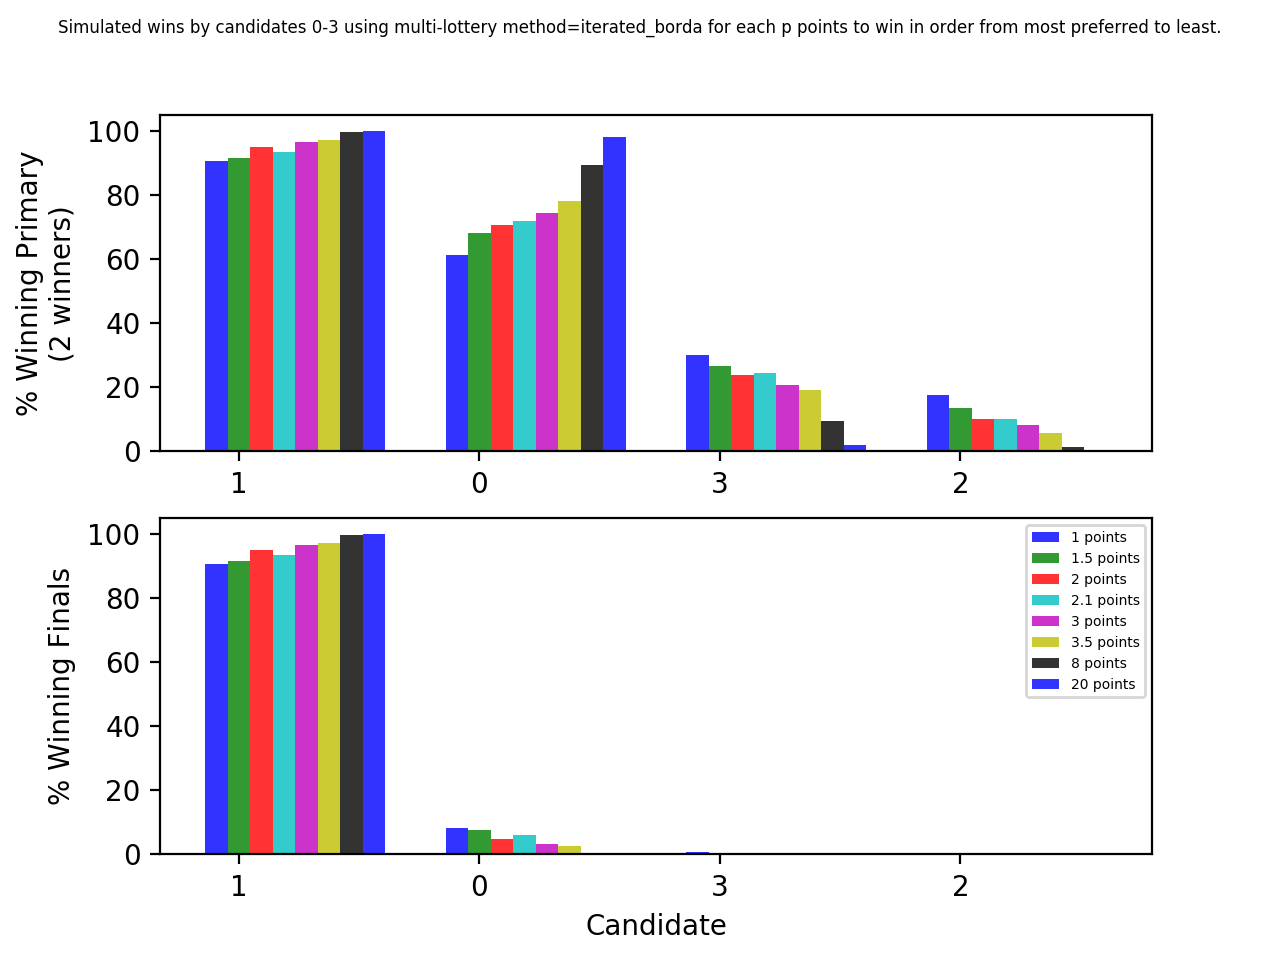 Simulated wins by candidates 0-3 using multi-lottery method=iterated_borda for each p points to win in order from most preferred to least.
% Winning Primary
(2 winners)
100
80
60
40
20
0
1
0
3
2
% Winning Finals
100
80
60
40
20
0
1 points
1.5 points
2 points
2.1 points
3 points
3.5 points
8 points
20 points
1
0
3
2
Candidate